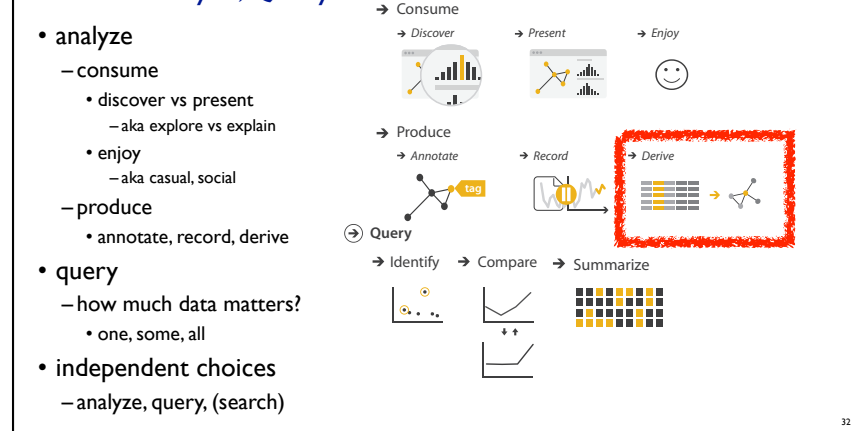 • analyze
– consume
• discover vs present
– aka explore vs explain
• enjoy
– aka casual, social
– produce
• annotate, record, derive
• query
– how much data matters?
• one, some, all
• independent choices
– analyze, query, (search)
→ Consume
→ Discover → Present → Enjoy
→ Produce
→ Annotate → Record → Derive
tag
→ Query
→ Identify → Compare → Summarize
32